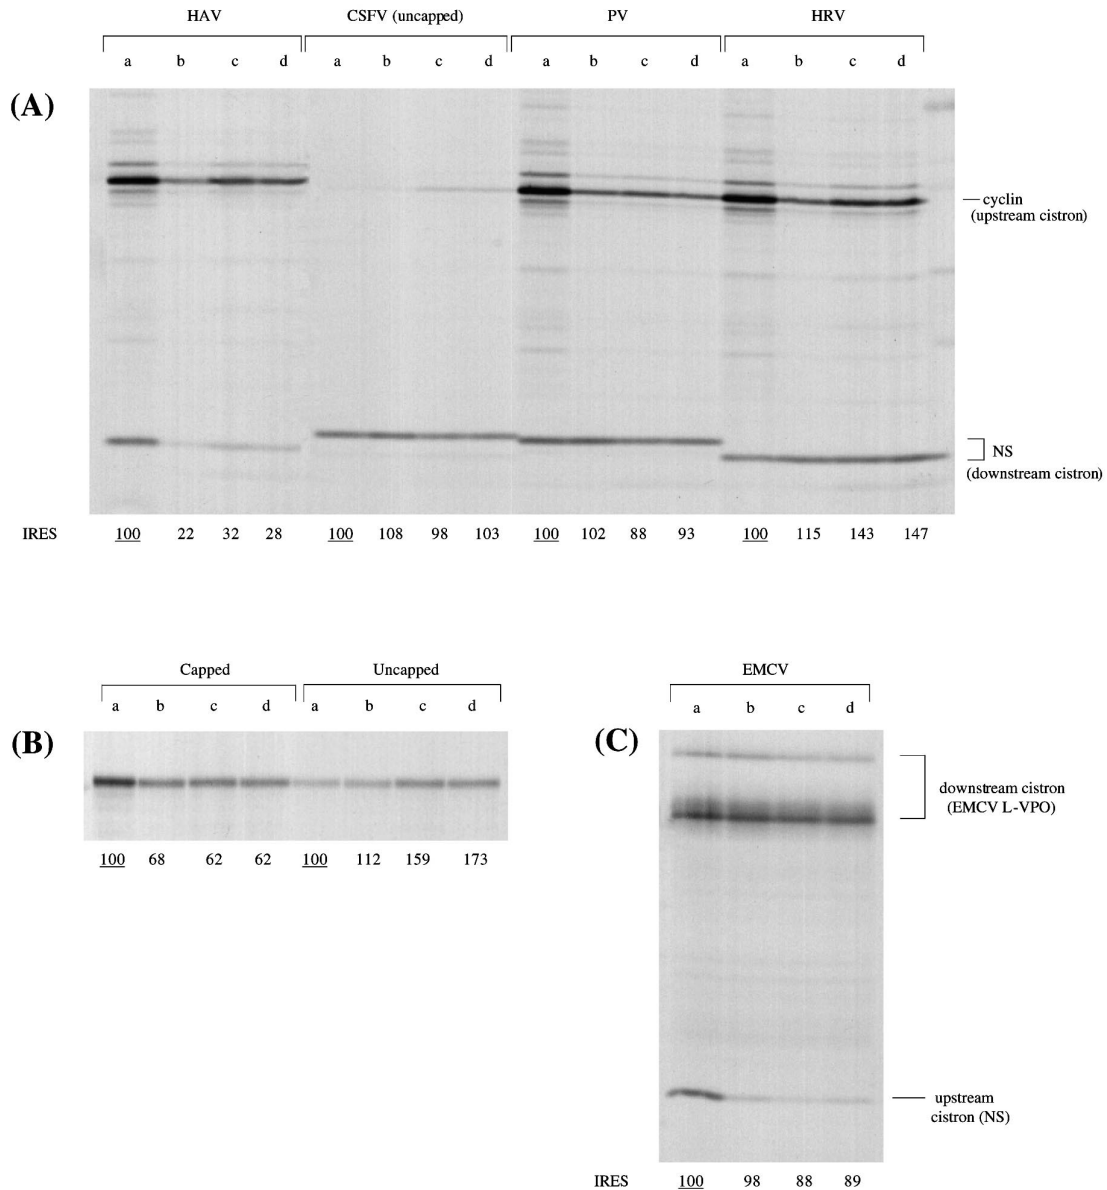 HAV CSFV (uncapped) PV HRV
a b c d a b c d a b c d a b c d
(A)
cyclin
(upstream cistron)
NS
(downstream cistron)
IRES 100 22 32 28 100 108 98 103 100 102 88 93 100 115 143 147
Capped Uncapped
a b c d a b c d
(B)
100 68 62 62 100 112 159 173
EMCV
a b c d
(C)
downstream cistron
(EMCV L-VPO)
upstream
cistron (NS)
IRES 100 98 88 89